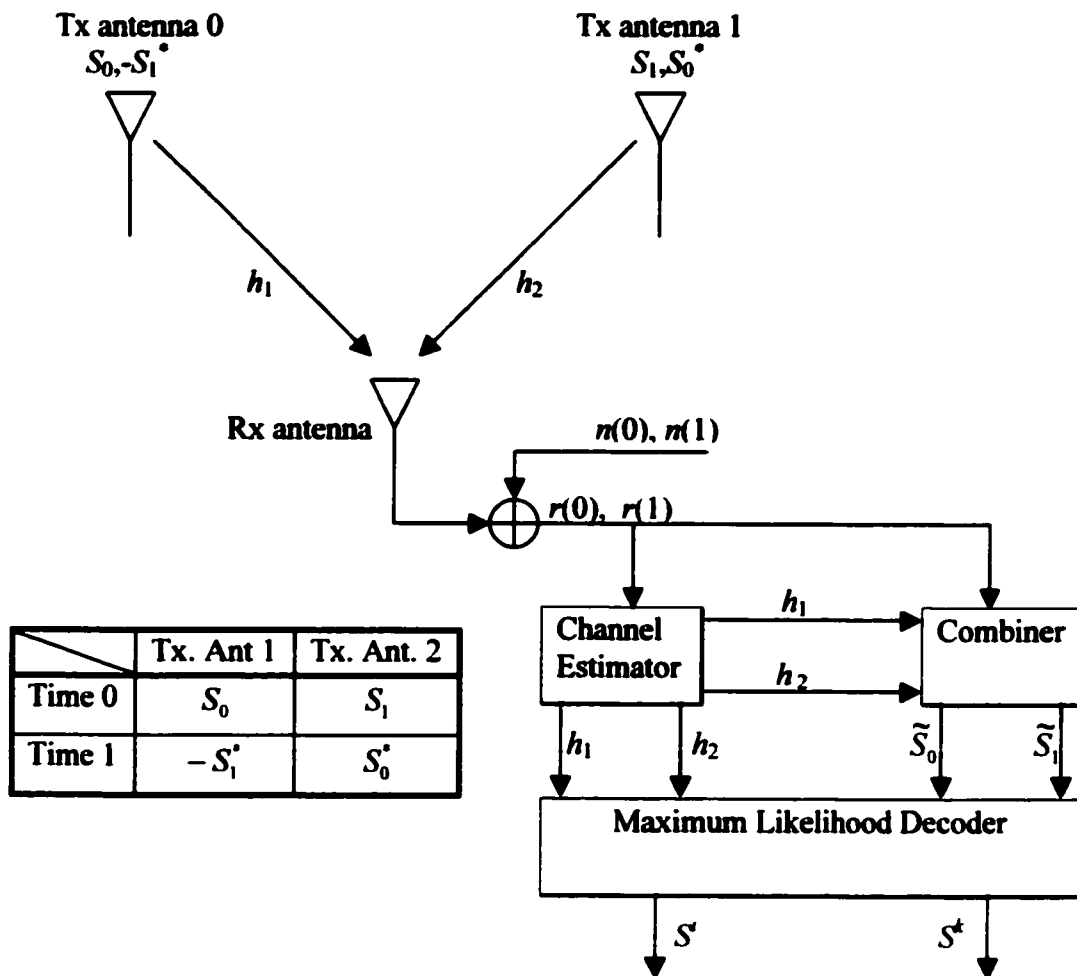 Tx antenna 0
S₀,-S₁*
Tx antenna 1
S₁,S₀*
h₁
h₂
Rx antenna
n(0), n(1)
r(0), r(1)
Channel
Estimator
h₁
h₂
Combiner
h₁
h₂
S̃₀
S̃₁
Maximum Likelihood Decoder
Sⁱ
Sᵏ
Tx. Ant 1 Tx. Ant. 2
Time 0 S₀ S₁
Time 1 − S₁* S₀*